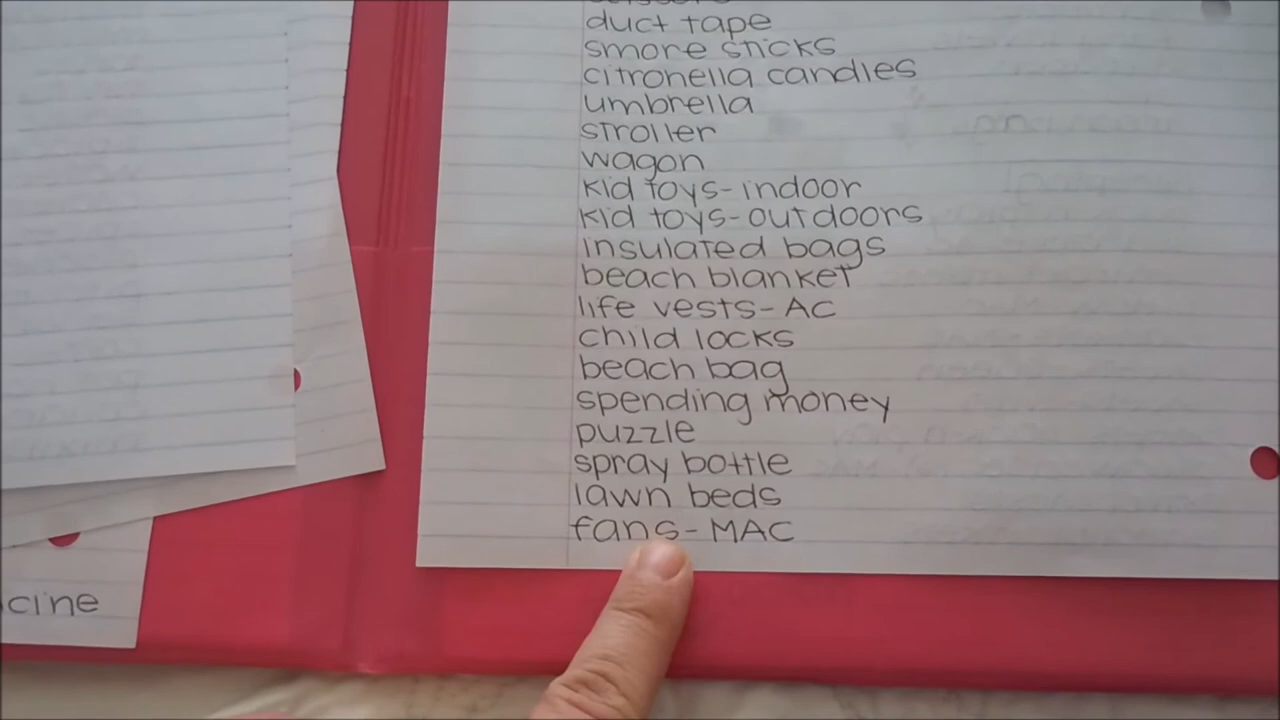 duct tape
smore sticks
citronella candles
umbrella
stroller
wagon
kid toys-indoor
kid toys-outdoors
insulated bags
beach blanket
life vests-AC
child locks
beach bag
spending money
puzzle
spray bottle
lawn beds
fans-MAC
cine